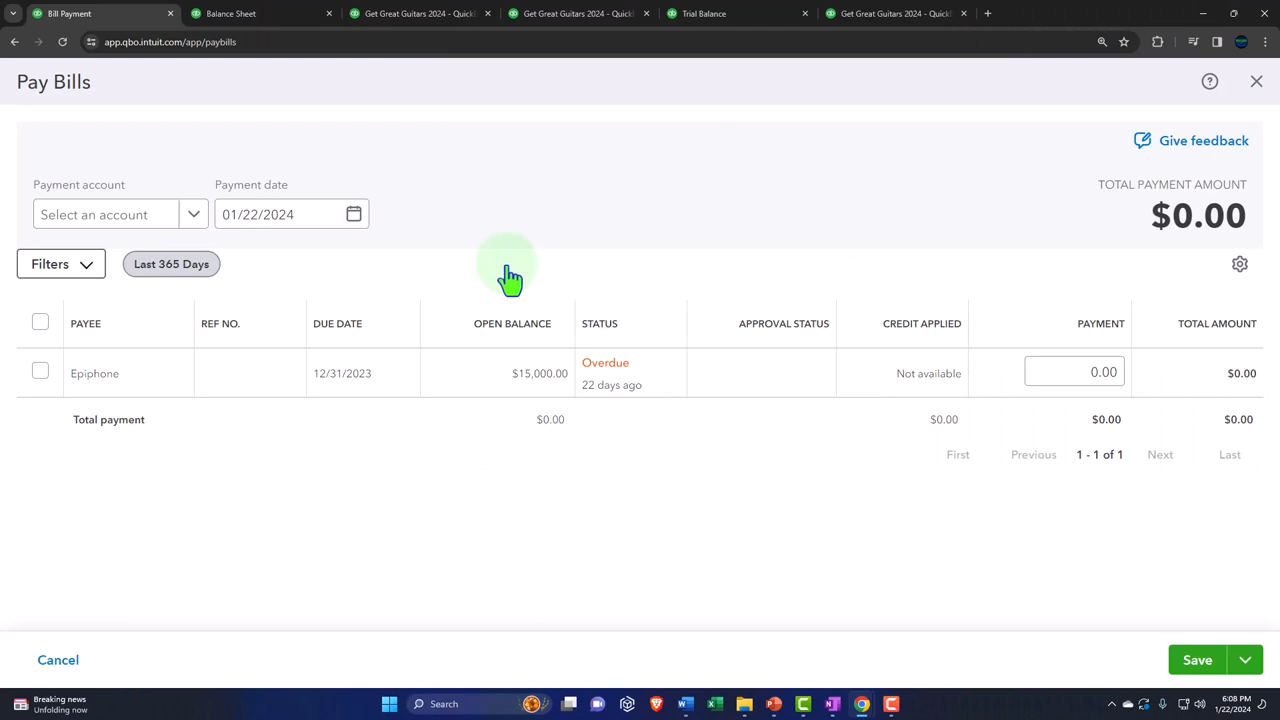 Bill Payment
Balance Sheet
Get Great Guitars 2024 - Quick
Get Great Guitars 2024 - Quick
Trial Balance
Get Great Guitars 2024 - Quick
app.qbo.intuit.com/app/paybills
Pay Bills
Give feedback
Payment account
Payment date
TOTAL PAYMENT AMOUNT
Select an account
01/22/2024
$0.00
Filters
Last 365 Days
PAYEE
REF NO.
DUE DATE
OPEN BALANCE
STATUS
APPROVAL STATUS
CREDIT APPLIED
PAYMENT
TOTAL AMOUNT
Epiphone
12/31/2023
$15,000.00
Overdue
22 days ago
Not available
0.00
$0.00
Total payment
$0.00
$0.00
$0.00
$0.00
First
Previous
1 - 1 of 1
Next
Last
Cancel
Save
Breaking news
Unfolding now
Search
6:08 PM
1/22/2024